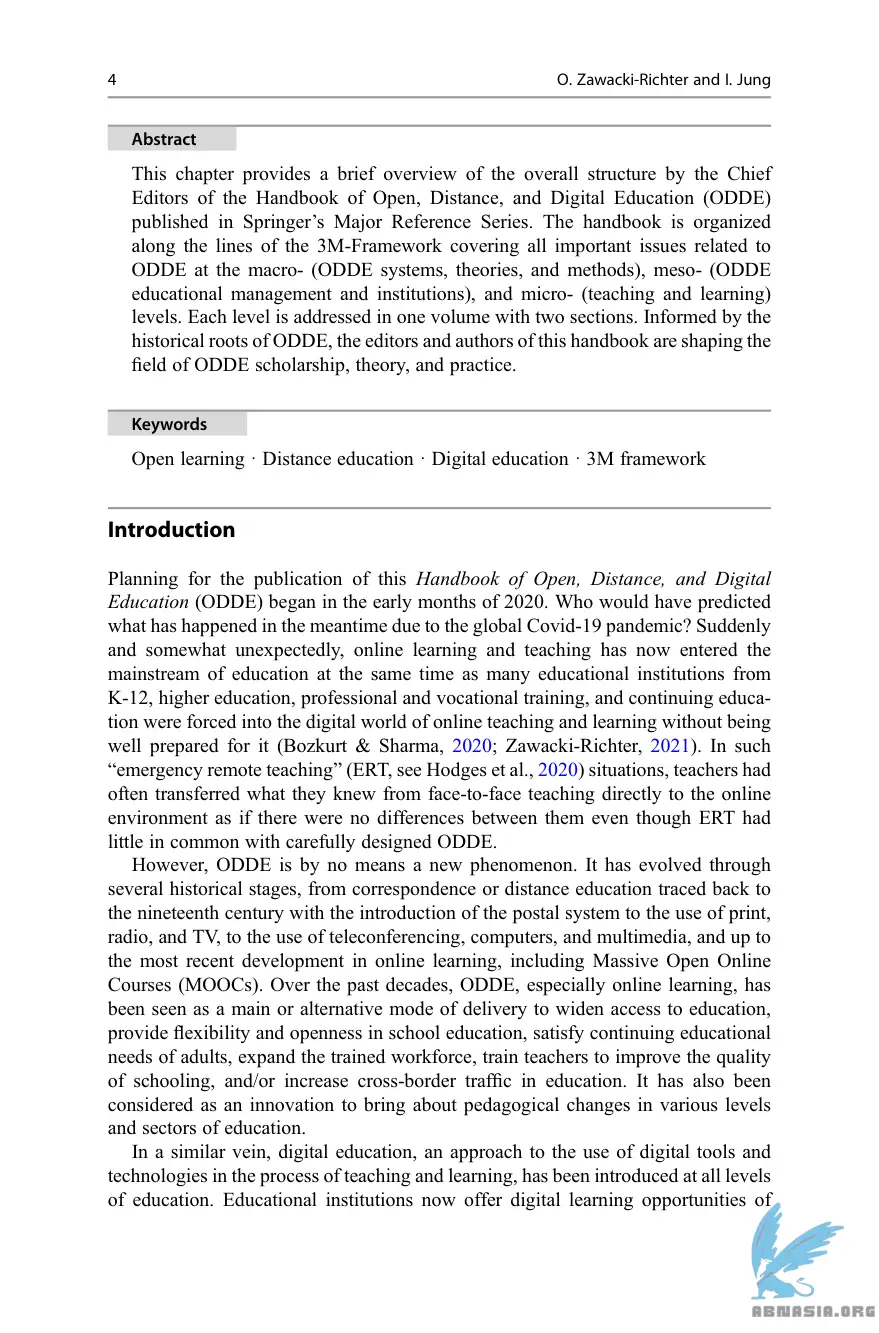 4
O. Zawacki-Richter and I. Jung
Abstract
This chapter provides a brief overview of the overall structure by the Chief
Editors of the Handbook of Open, Distance, and Digital Education (ODDE)
published in Springer’s Major Reference Series. The handbook is organized
along the lines of the 3M-Framework covering all important issues related to
ODDE at the macro- (ODDE systems, theories, and methods), meso- (ODDE
educational management and institutions), and micro- (teaching and learning)
levels. Each level is addressed in one volume with two sections. Informed by the
historical roots of ODDE, the editors and authors of this handbook are shaping the
field of ODDE scholarship, theory, and practice.
Keywords
Open learning · Distance education · Digital education · 3M framework
Introduction
Planning for the publication of this Handbook of Open, Distance, and Digital
Education (ODDE) began in the early months of 2020. Who would have predicted
what has happened in the meantime due to the global Covid-19 pandemic? Suddenly
and somewhat unexpectedly, online learning and teaching has now entered the
mainstream of education at the same time as many educational institutions from
K-12, higher education, professional and vocational training, and continuing educa-
tion were forced into the digital world of online teaching and learning without being
well prepared for it (Bozkurt & Sharma, 2020; Zawacki-Richter, 2021). In such
“emergency remote teaching” (ERT, see Hodges et al., 2020) situations, teachers had
often transferred what they knew from face-to-face teaching directly to the online
environment as if there were no differences between them even though ERT had
little in common with carefully designed ODDE.
However, ODDE is by no means a new phenomenon. It has evolved through
several historical stages, from correspondence or distance education traced back to
the nineteenth century with the introduction of the postal system to the use of print,
radio, and TV, to the use of teleconferencing, computers, and multimedia, and up to
the most recent development in online learning, including Massive Open Online
Courses (MOOCs). Over the past decades, ODDE, especially online learning, has
been seen as a main or alternative mode of delivery to widen access to education,
provide flexibility and openness in school education, satisfy continuing educational
needs of adults, expand the trained workforce, train teachers to improve the quality
of schooling, and/or increase cross-border traffic in education. It has also been
considered as an innovation to bring about pedagogical changes in various levels
and sectors of education.
In a similar vein, digital education, an approach to the use of digital tools and
technologies in the process of teaching and learning, has been introduced at all levels
of education. Educational institutions now offer digital learning opportunities of
ABNASIA.ORG